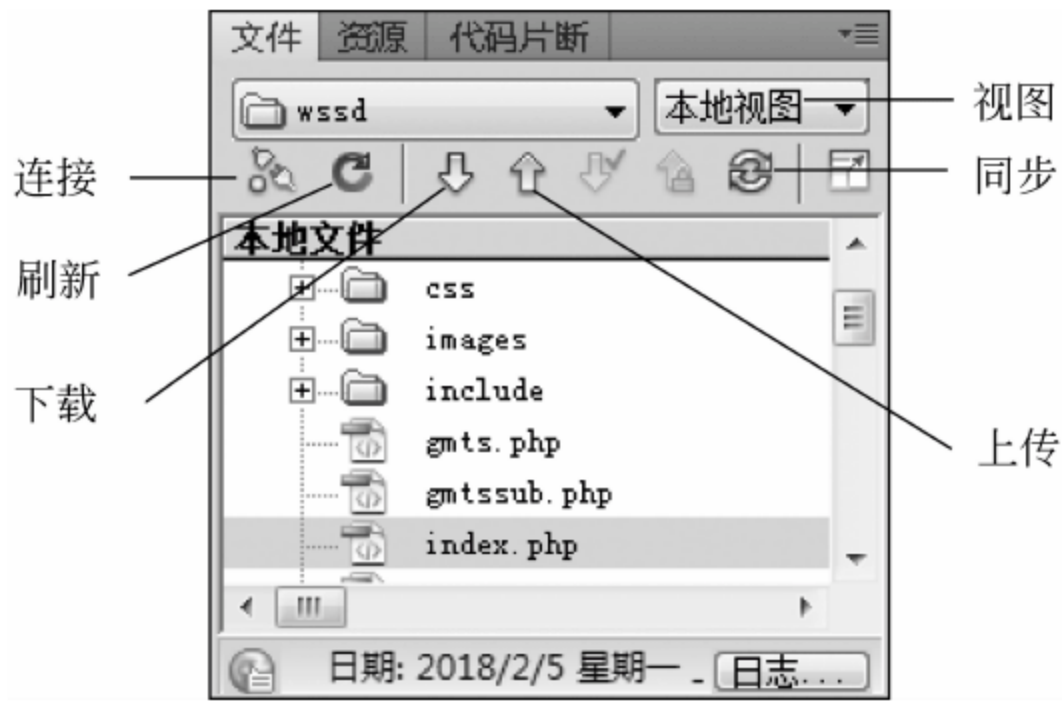 文件 资源 代码片断
wssd 本地视图 视图
连接 同步
本地文件
刷新 css
images
下载 include
gmts.php 上传
gmtssub.php
index.php
日期: 2018/2/5 星期一 - 日志...